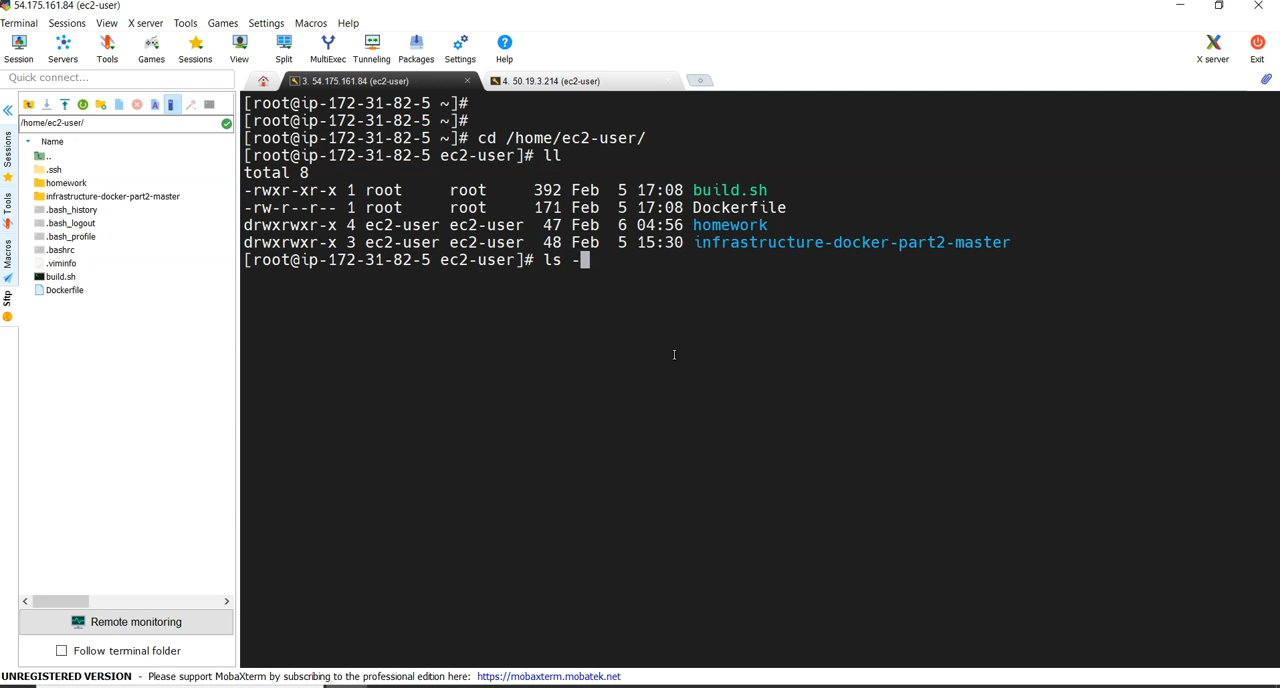 54.175.161.84 (ec2-user)
Terminal Sessions View X server Tools Games Settings Macros Help
Session Servers Tools Games Sessions View Split MultiExec Tunneling Packages Settings Help X server Exit
Quick connect...
3. 54.175.161.84 (ec2-user)
4. 50.19.3.214 (ec2-user)
Sessions
Tools
Macros
Sftp
/home/ec2-user/
Name
..
.ssh
homework
infrastructure-docker-part2-master
.bash_history
.bash_logout
.bash_profile
.bashrc
.viminfo
build.sh
Dockerfile
Remote monitoring
Follow terminal folder
[root@ip-172-31-82-5 ~]#
[root@ip-172-31-82-5 ~]#
[root@ip-172-31-82-5 ~]# cd /home/ec2-user/
[root@ip-172-31-82-5 ec2-user]# ll
total 8
-rwxr-xr-x 1 root     root     392 Feb  5 17:08 build.sh
-rw-r--r-- 1 root     root     171 Feb  5 17:08 Dockerfile
drwxrwxr-x 4 ec2-user ec2-user  47 Feb  6 04:56 homework
drwxrwxr-x 3 ec2-user ec2-user  48 Feb  5 15:30 infrastructure-docker-part2-master
[root@ip-172-31-82-5 ec2-user]# ls -
UNREGISTERED VERSION - Please support MobaXterm by subscribing to the professional edition here: https://mobaxterm.mobatek.net